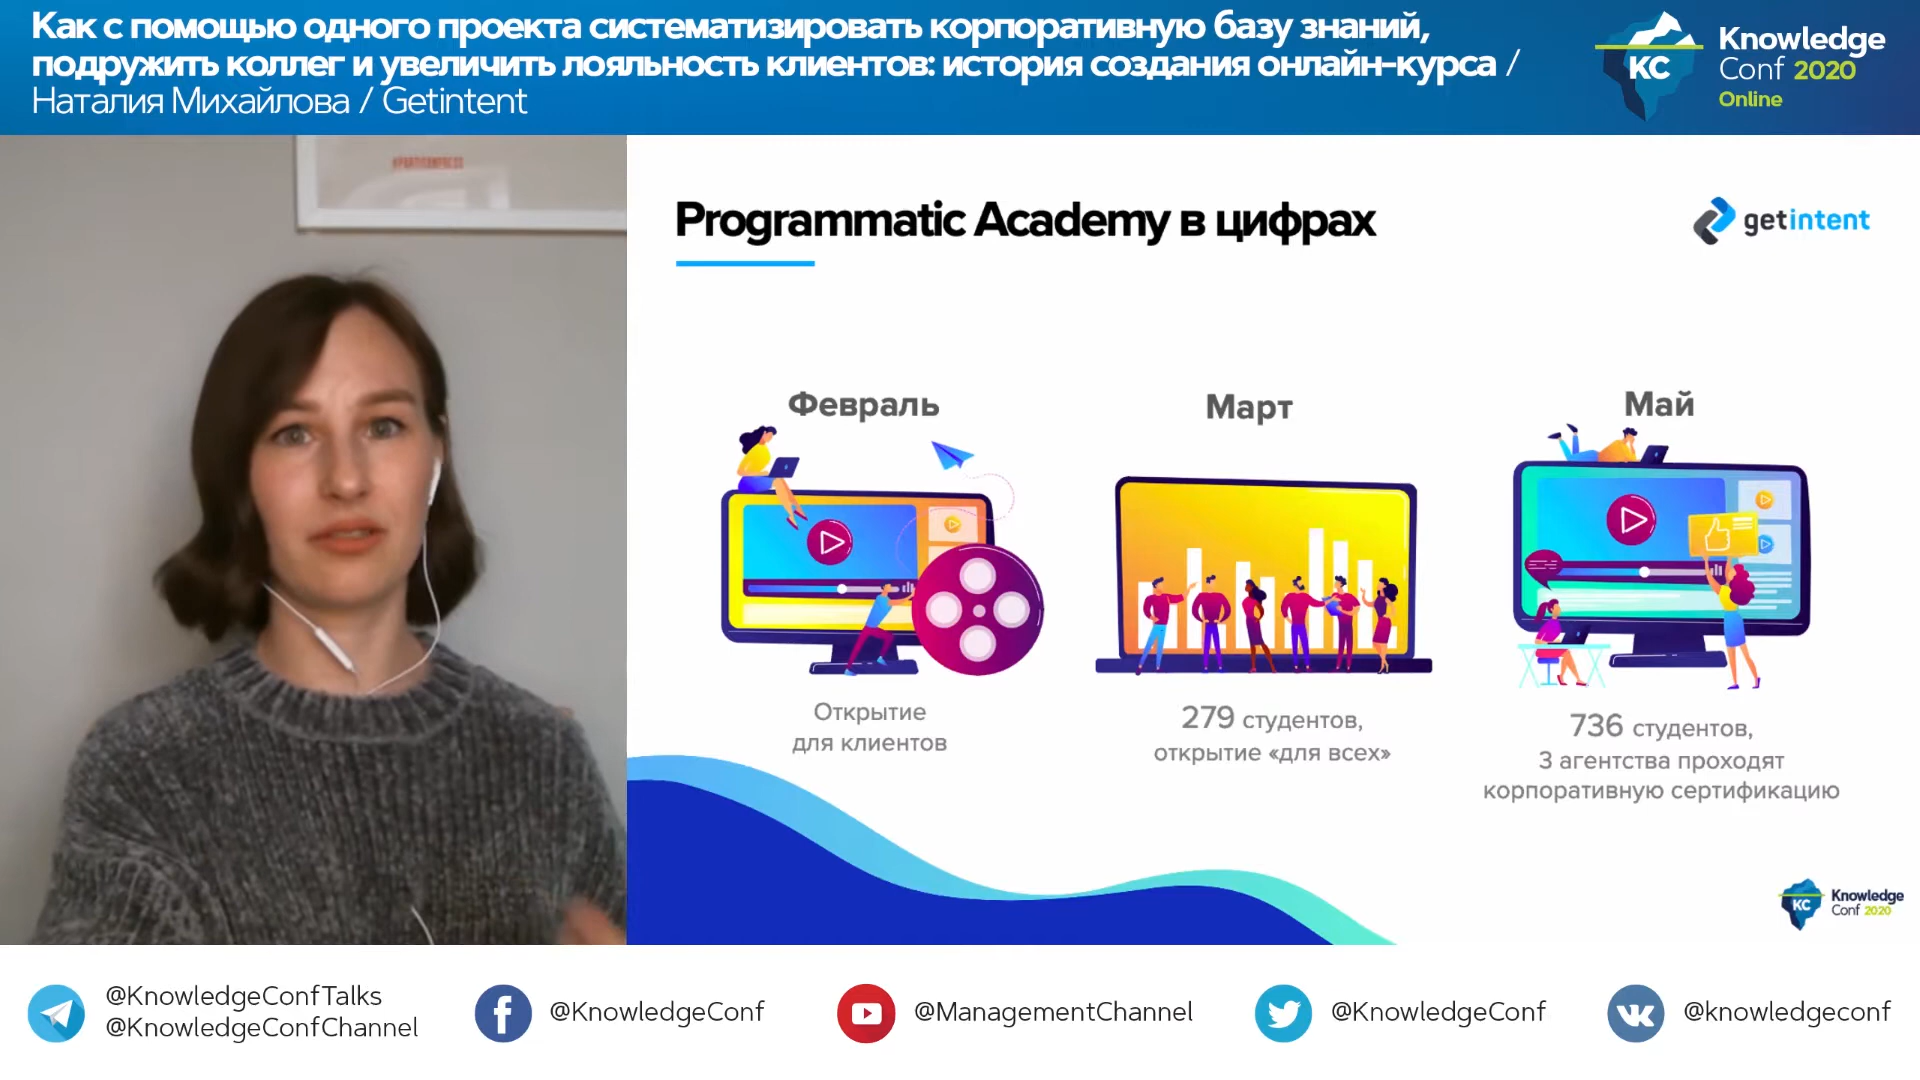 Как с помощью одного проекта систематизировать корпоративную базу знаний,
подружить коллег и увеличить лояльность клиентов: история создания онлайн-курса /
Наталия Михайлова / Getintent
KC
Knowledge
Conf 2020
Online
Programmatic Academy в цифрах
getintent
Февраль
Открытие
для клиентов
Март
279 студентов,
открытие «для всех»
Май
736 студентов,
3 агентства проходят
корпоративную сертификацию
KC
Knowledge
Conf 2020
@KnowledgeConfTalks
@KnowledgeConfChannel
@KnowledgeConf
@ManagementChannel
@KnowledgeConf
@knowledgeconf